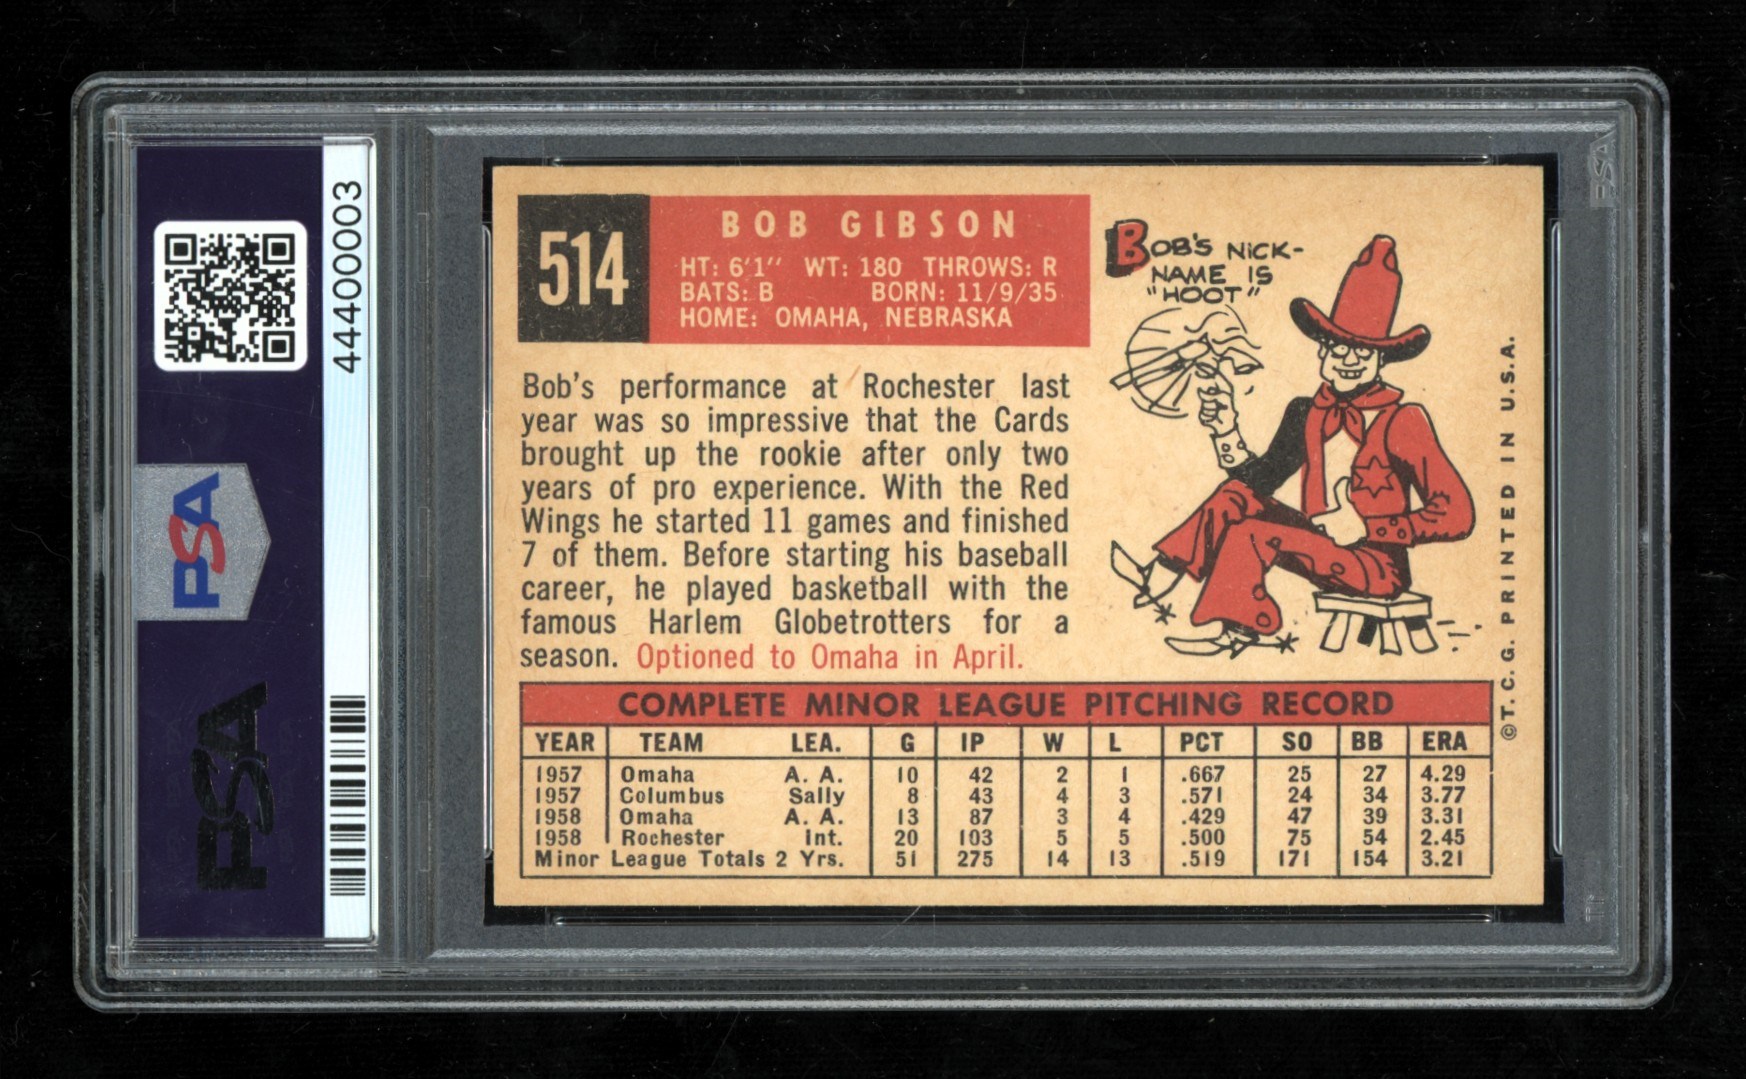 44400003
PSA
PSA
PSA
514
BOB GIBSON
HT: 6'1" WT: 180 THROWS: R
BATS: B BORN: 11/9/35
HOME: OMAHA, NEBRASKA
BOB'S NICK-
NAME IS
"HOOT"
Bob's performance at Rochester last
year was so impressive that the Cards
brought up the rookie after only two
years of pro experience. With the Red
Wings he started 11 games and finished
7 of them. Before starting his baseball
career, he played basketball with the
famous Harlem Globetrotters for a
season. Optioned to Omaha in April.
COMPLETE MINOR LEAGUE PITCHING RECORD
YEAR TEAM LEA. G IP W L PCT SO BB ERA
1957 Omaha A. A. 10 42 2 1 .667 25 27 4.29
1957 Columbus Sally 8 43 4 3 .571 24 34 3.77
1958 Omaha A. A. 13 87 3 4 .429 47 39 3.31
1958 Rochester Int. 20 103 5 5 .500 75 54 2.45
Minor League Totals 2 Yrs. 51 275 14 13 .519 171 154 3.21
©T. C. G. PRINTED IN U.S.A.